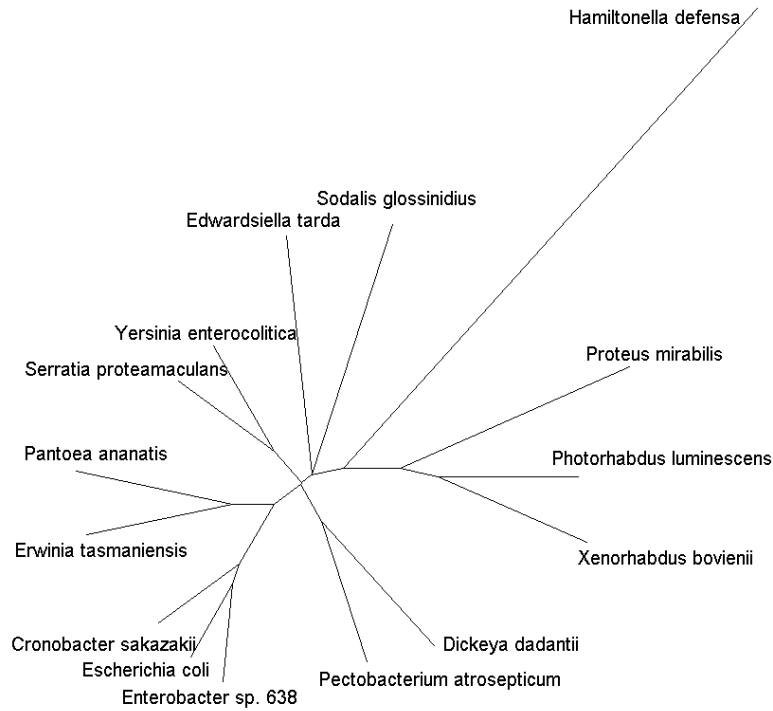 Hamiltonella defensa
Sodalis glossinidius
Edwardsiella tarda
Yersinia enterocolitica
Proteus mirabilis
Serratia proteamaculans
Pantoea ananatis
Photorhabdus luminescens
Erwinia tasmaniensis
Xenorhabdus bovienii
Cronobacter sakazakii
Dickeya dadantii
Escherichia coli
Pectobacterium atrosepticum
Enterobacter sp. 638